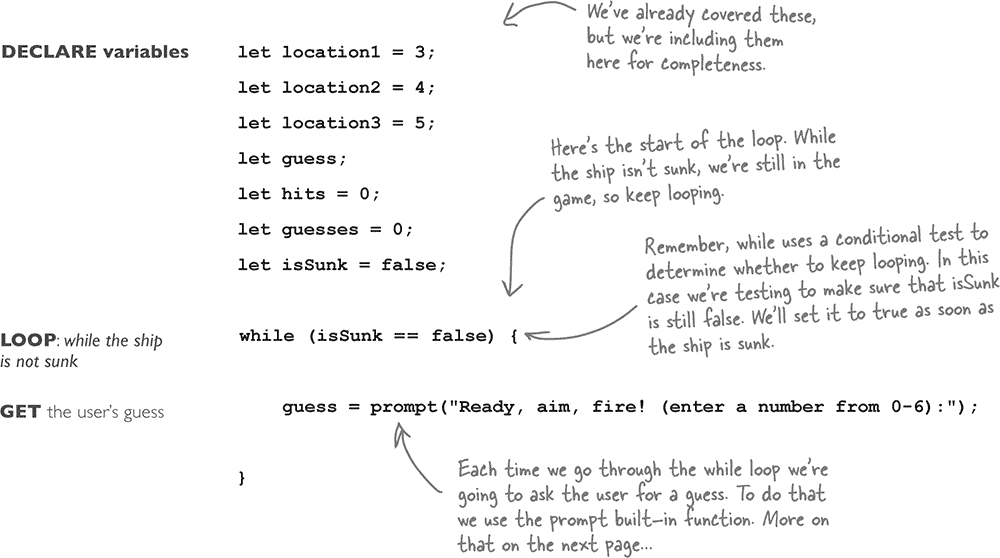 We've already covered these,
but we're including them
here for completeness.
DECLARE variables
let location1 = 3;
let location2 = 4;
let location3 = 5;
let guess;
let hits = 0;
let guesses = 0;
let isSunk = false;
Here's the start of the loop. While
the ship isn't sunk, we're still in the
game, so keep looping.
Remember, while uses a conditional test to
determine whether to keep looping. In this
case we're testing to make sure that isSunk
is still false. We'll set it to true as soon as
the ship is sunk.
LOOP: while the ship
is not sunk
while (isSunk == false) {
GET the user's guess
guess = prompt("Ready, aim, fire! (enter a number from 0-6):");
Each time we go through the while loop we're
going to ask the user for a guess. To do that
we use the prompt built-in function. More on
that on the next page...
}